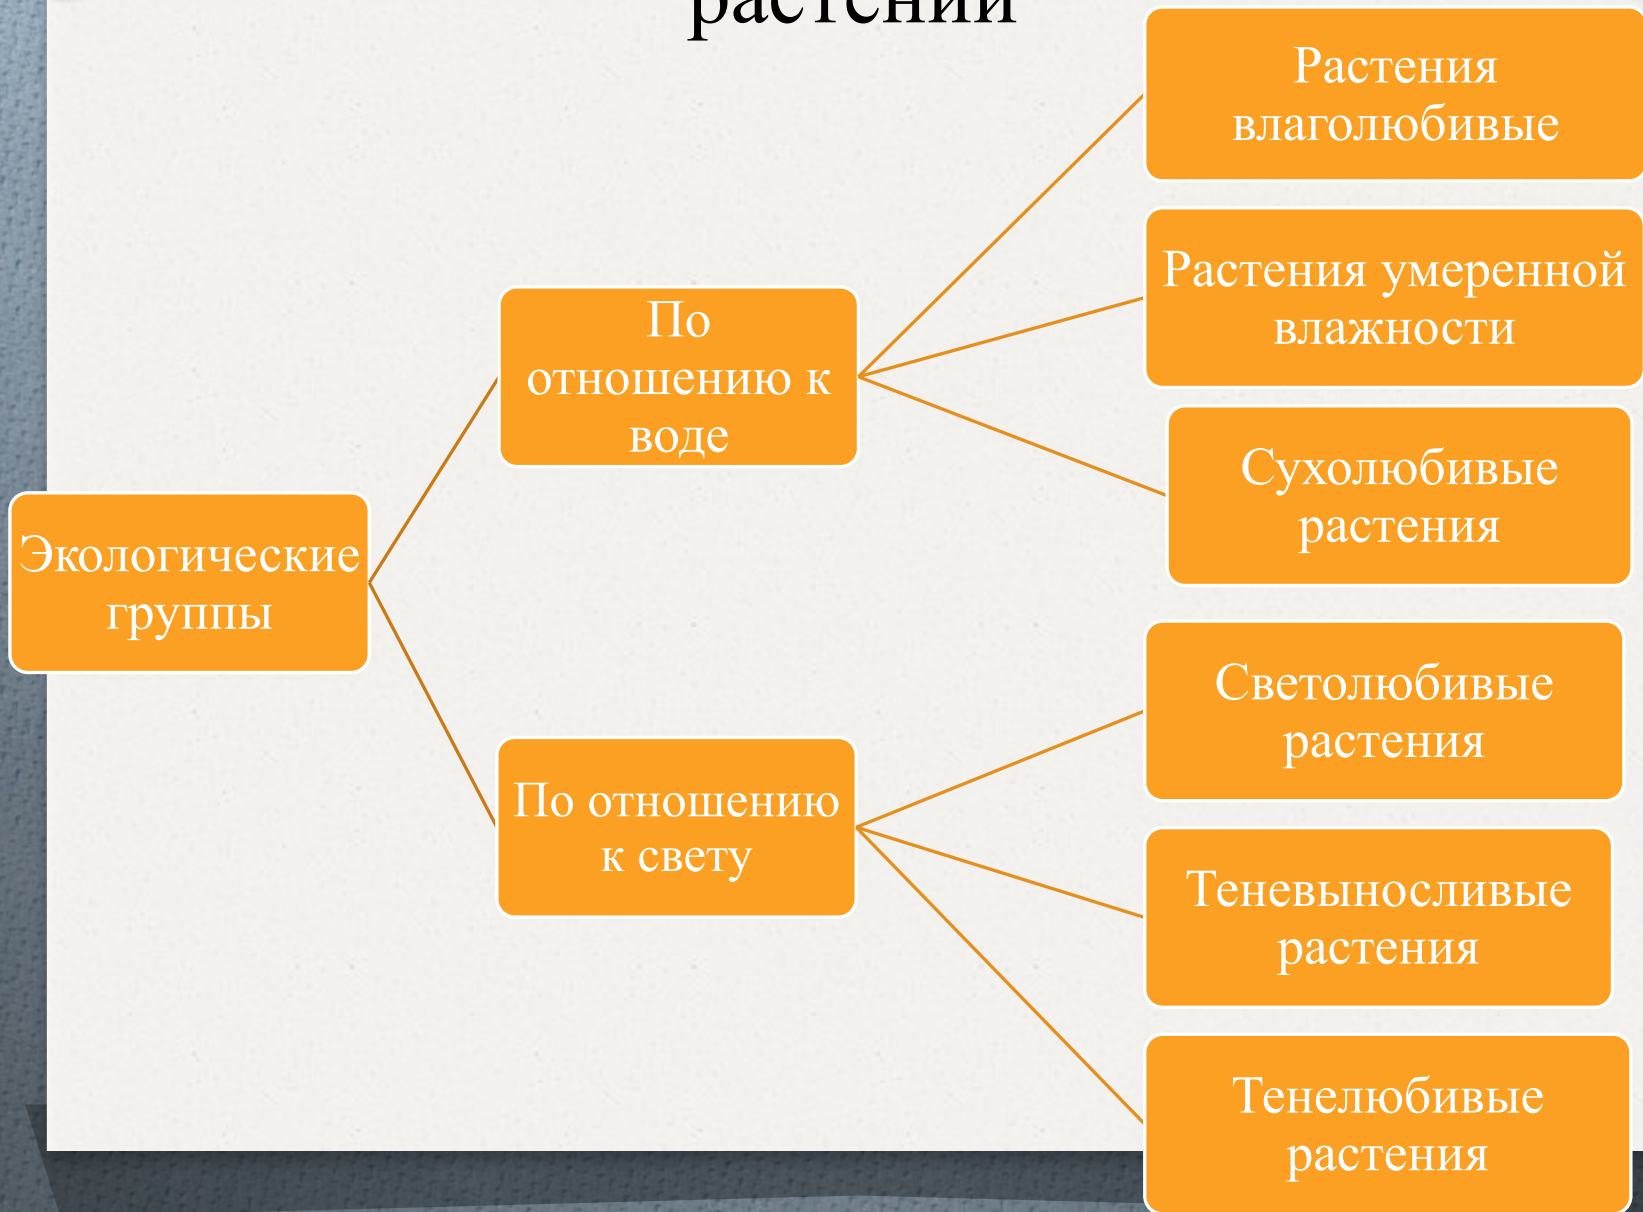 растений
Экологические
группы
По
отношению к
воде
Растения
влаголюбивые
Растения умеренной
влажности
Сухолюбивые
растения
По отношению
к свету
Светолюбивые
растения
Теневыносливые
растения
Тенелюбивые
растения